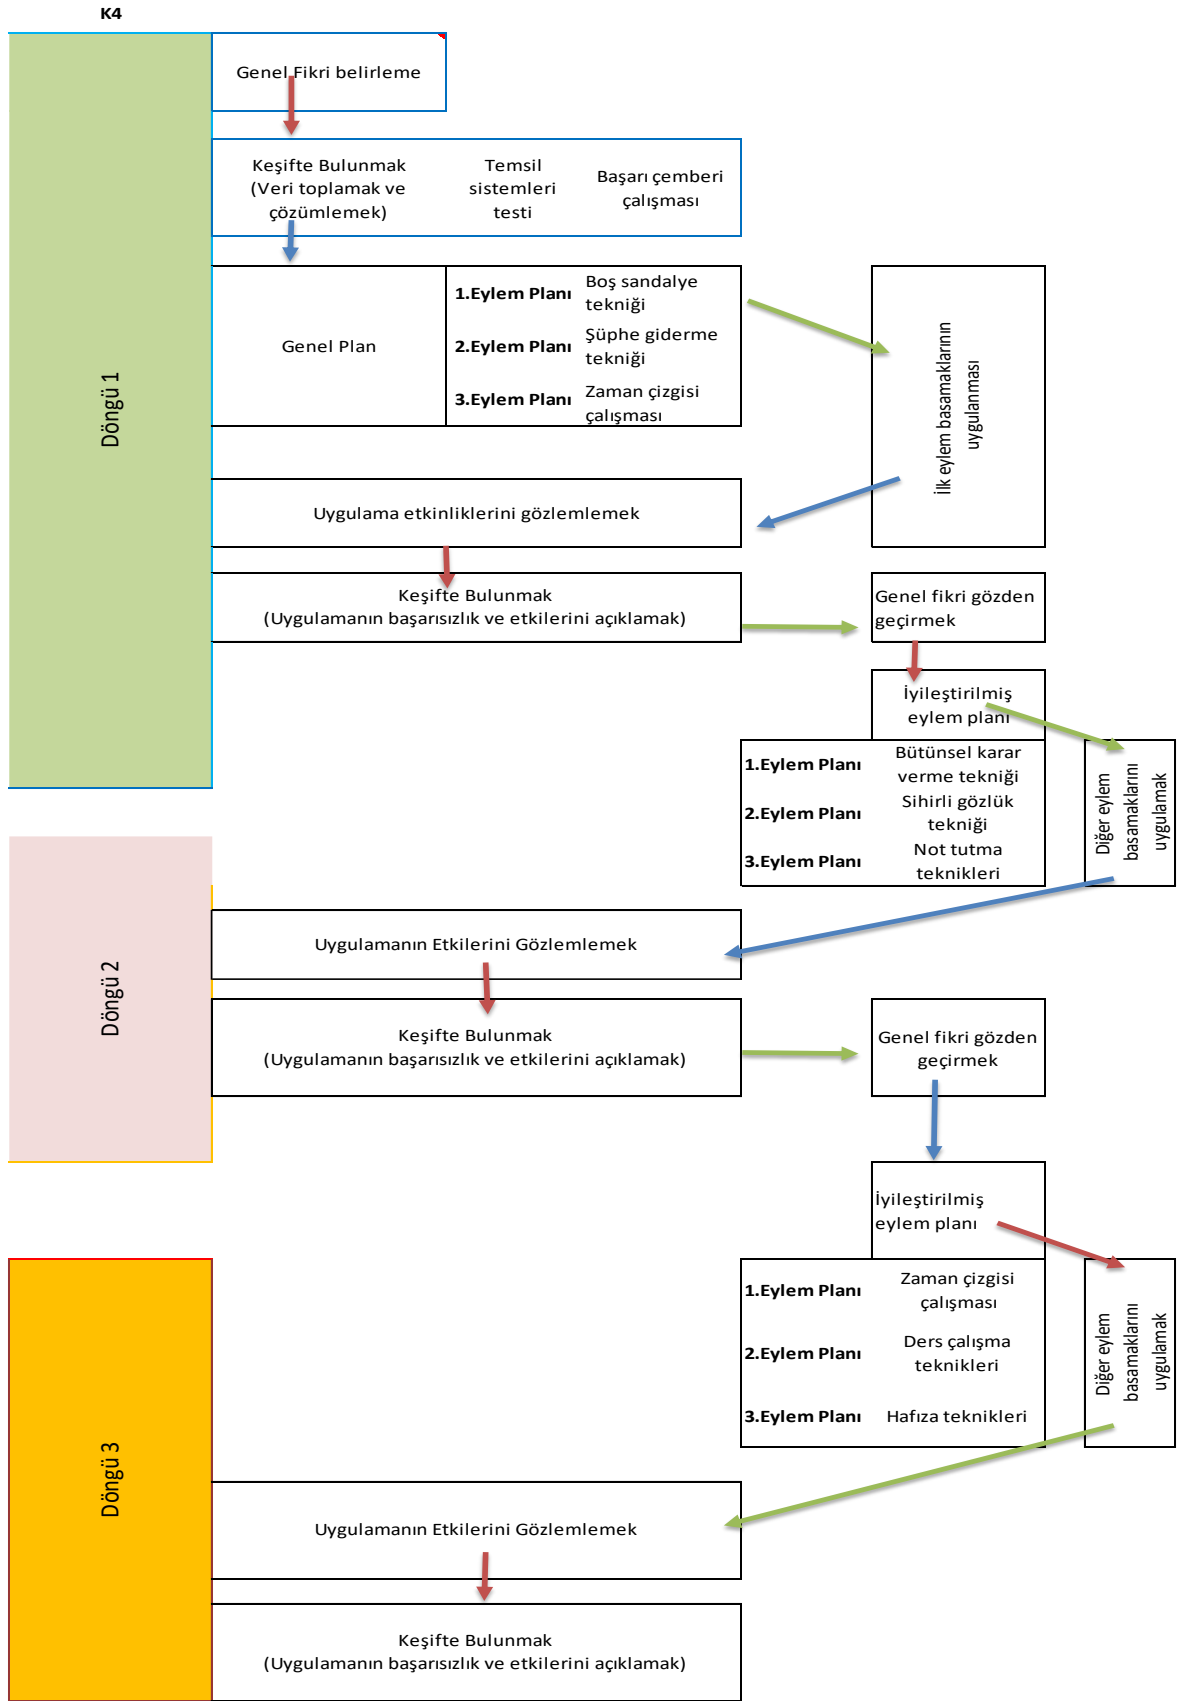 K4
Döngü 1
Genel Fikri belirleme
Keşifte Bulunmak
(Veri toplamak ve
çözümlemek)
Temsil
sistemleri
testi
Başarı çemberi
çalışması
Genel Plan
1.Eylem Planı
Boş sandalye
tekniği
2.Eylem Planı
Şüphe giderme
tekniği
3.Eylem Planı
Zaman çizgisi
çalışması
İlk eylem basamaklarının
uygulanması
Uygulama etkinliklerini gözlemlemek
Keşifte Bulunmak
(Uygulamanın başarısızlık ve etkilerini açıklamak)
Genel fikri gözden
geçirmek
İyileştirilmiş
eylem planı
1.Eylem Planı
Bütünsel karar
verme tekniği
2.Eylem Planı
Sihirli gözlük
tekniği
3.Eylem Planı
Not tutma
teknikleri
Diğer eylem
basamaklarını
uygulamak
Döngü 2
Uygulamanın Etkilerini Gözlemlemek
Keşifte Bulunmak
(Uygulamanın başarısızlık ve etkilerini açıklamak)
Genel fikri gözden
geçirmek
İyileştirilmiş
eylem planı
1.Eylem Planı
Zaman çizgisi
çalışması
2.Eylem Planı
Ders çalışma
teknikleri
3.Eylem Planı
Hafıza teknikleri
Diğer eylem
basamaklarını
uygulamak
Döngü 3
Uygulamanın Etkilerini Gözlemlemek
Keşifte Bulunmak
(Uygulamanın başarısızlık ve etkilerini açıklamak)